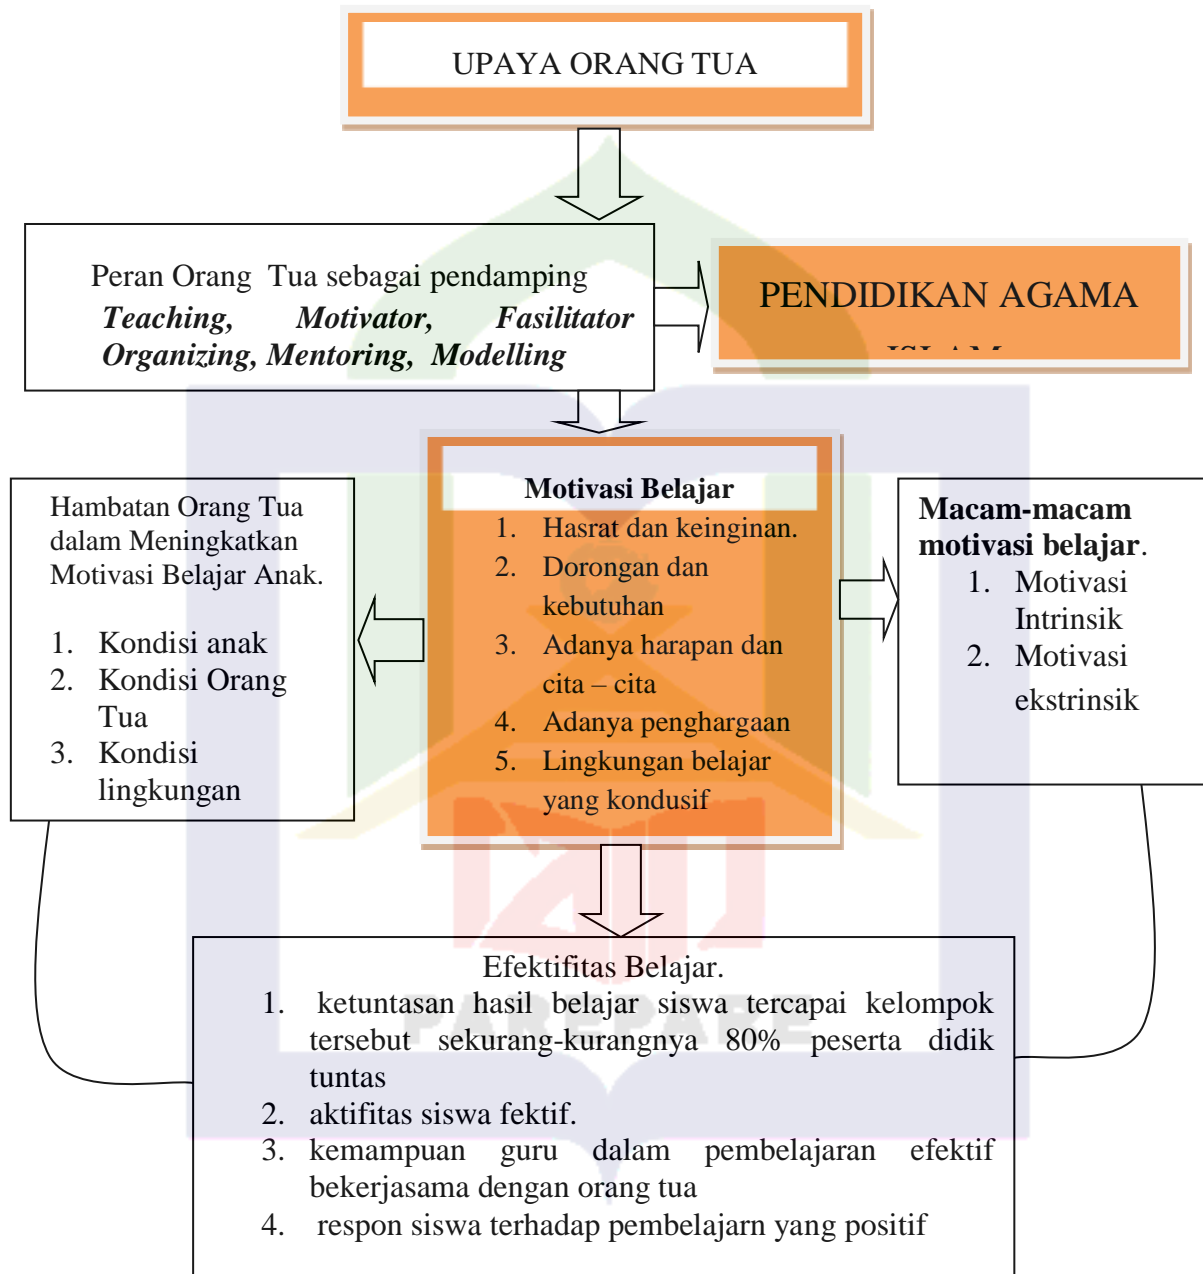 UPAYA ORANG TUA
Peran Orang Tua sebagai pendamping
Teaching, Motivator, Fasilitator
Organizing, Mentoring, Modelling
PENDIDIKAN AGAMA
ISLAM
Hambatan Orang Tua
dalam Meningkatkan
Motivasi Belajar Anak.
1. Kondisi anak
2. Kondisi Orang
Tua
3. Kondisi
lingkungan
Motivasi Belajar
1. Hasrat dan keinginan.
2. Dorongan dan
kebutuhan
3. Adanya harapan dan
cita – cita
4. Adanya penghargaan
5. Lingkungan belajar
yang kondusif
Macam-macam
motivasi belajar.
1. Motivasi
Intrinsik
2. Motivasi
ekstrinsik
Efektifitas Belajar.
1. ketuntasan hasil belajar siswa tercapai kelompok
tersebut sekurang-kurangnya 80% peserta didik
tuntas
2. aktifitas siswa fektif.
3. kemampuan guru dalam pembelajaran efektif
bekerjasama dengan orang tua
4. respon siswa terhadap pembelajarn yang positif
PAREPARE